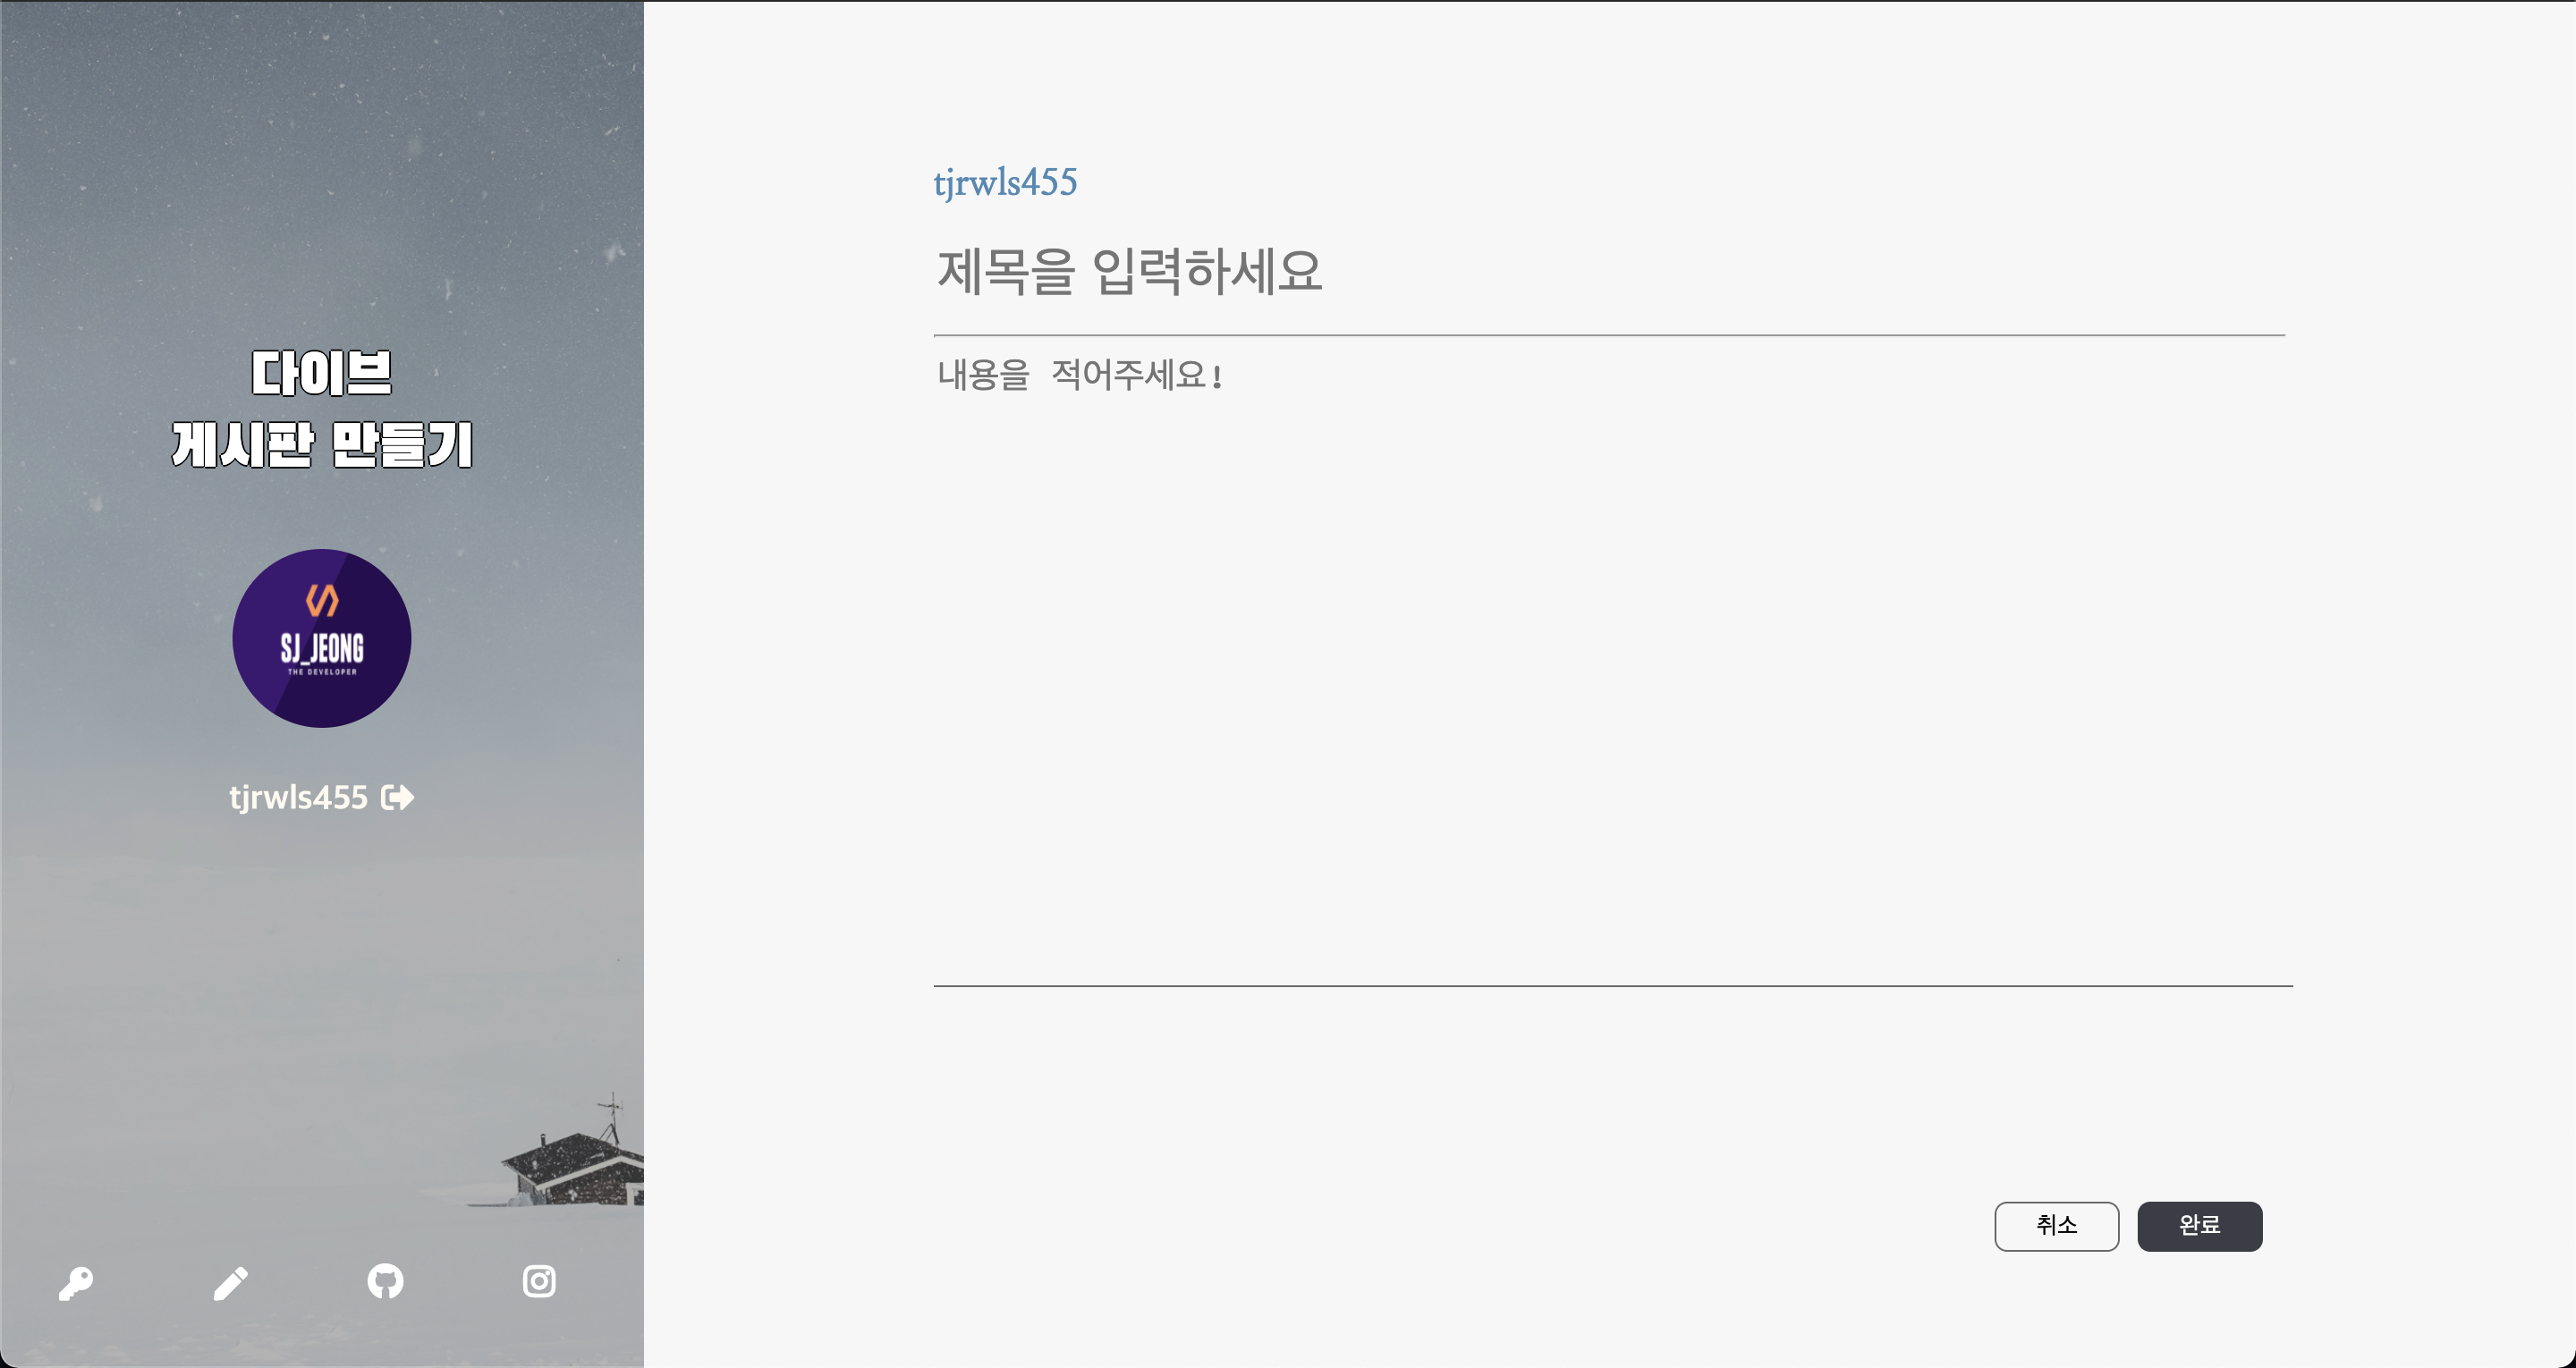 다이브
게시판 만들기
SJ_JEONG
THE DEVELOPER
tjrwls455
tjrwls455
제목을 입력하세요
내용을 적어주세요!
취소
완료